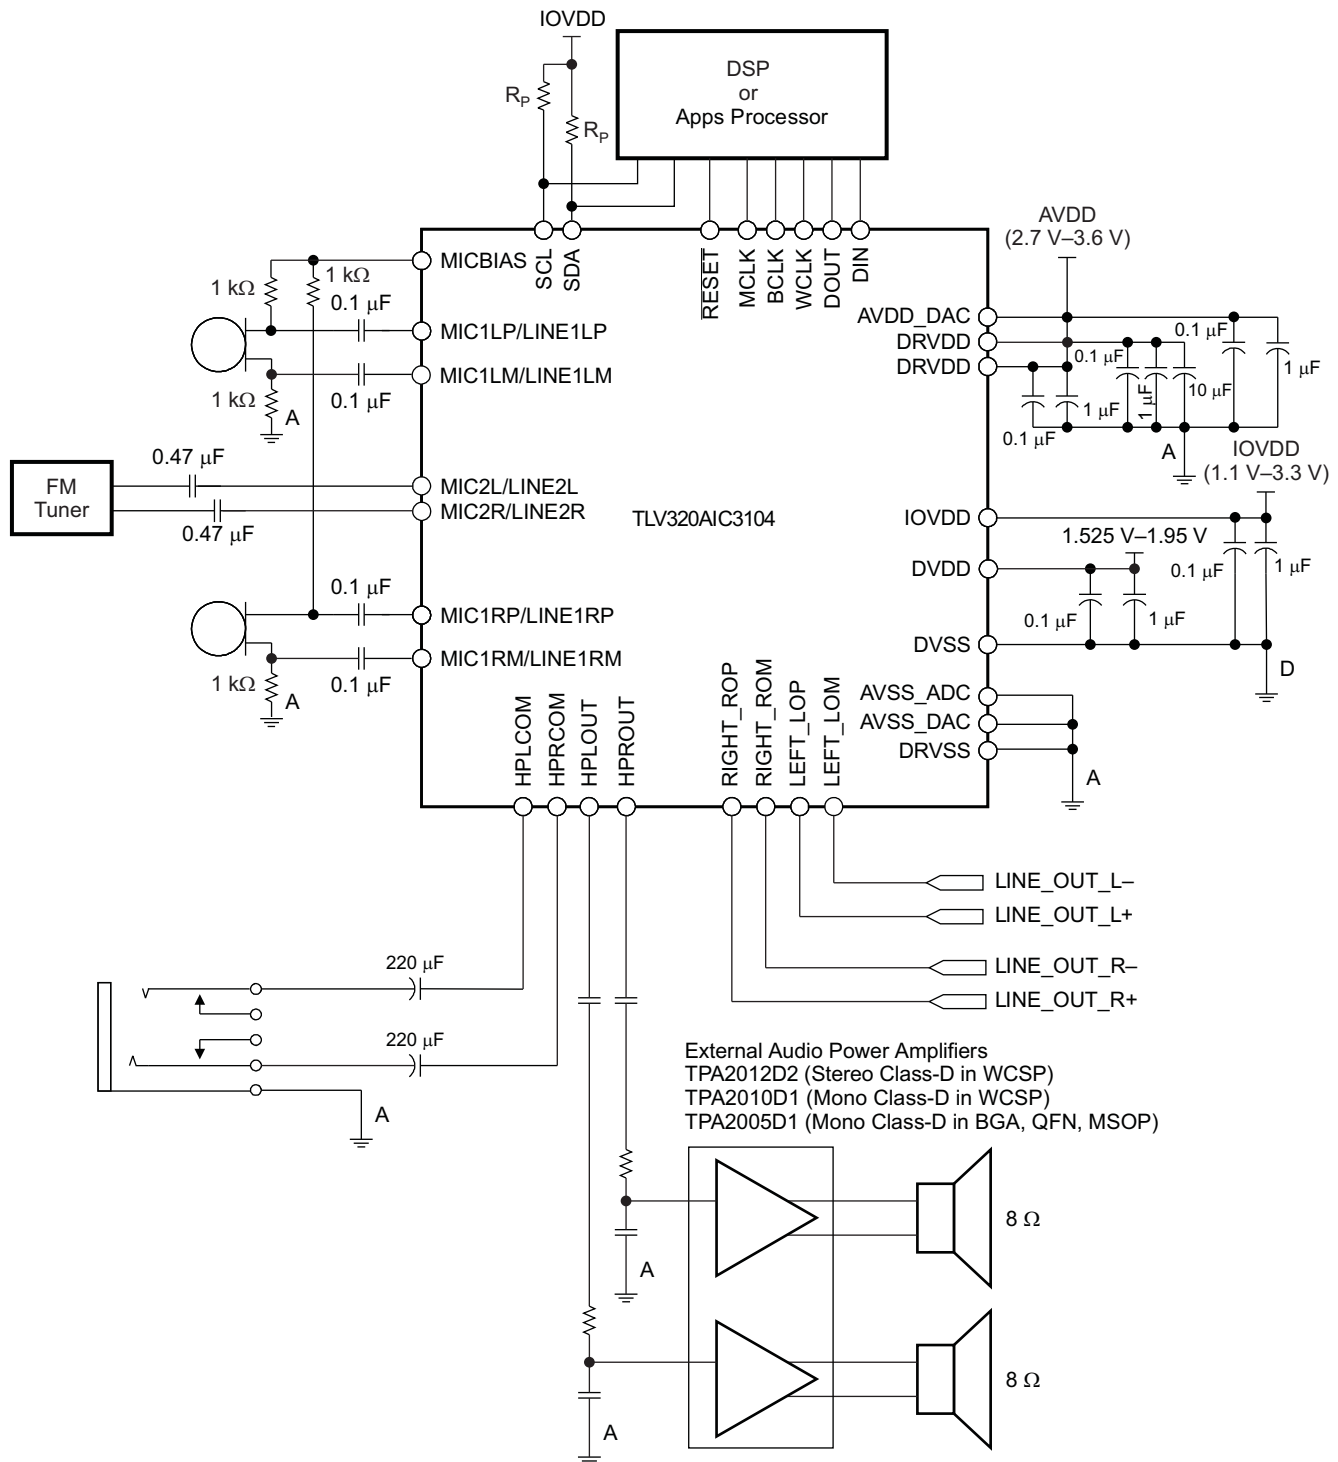 IOVDD
DSP
or
Apps Processor
RP
RP
SCL
SDA
RESET
MCLK
BCLK
WCLK
DOUT
DIN
AVDD
(2.7 V–3.6 V)
MICBIAS
1 kΩ
1 kΩ
0.1 μF
MIC1LP/LINE1LP
MIC1LM/LINE1LM
1 kΩ
A
0.1 μF
AVDD_DAC
DRVDD
DRVDD
0.1 μF
0.1 μF
1 μF
10 μF
1 μF
1 μF
0.1 μF
A
IOVDD
(1.1 V–3.3 V)
0.47 μF
FM
Tuner
MIC2L/LINE2L
MIC2R/LINE2R
0.47 μF
TLV320AIC3104
IOVDD
1.525 V–1.95 V
DVDD
0.1 μF
1 μF
0.1 μF
1 μF
0.1 μF
MIC1RP/LINE1RP
MIC1RM/LINE1RM
1 kΩ
A
0.1 μF
DVSS
D
AVSS_ADC
AVSS_DAC
DRVSS
A
HPLCOM
HPRCOM
HPLOUT
HPROUT
RIGHT_ROP
RIGHT_ROM
LEFT_LOP
LEFT_LOM
LINE_OUT_L–
LINE_OUT_L+
LINE_OUT_R–
LINE_OUT_R+
220 μF
220 μF
A
External Audio Power Amplifiers
TPA2012D2 (Stereo Class-D in WCSP)
TPA2010D1 (Mono Class-D in WCSP)
TPA2005D1 (Mono Class-D in BGA, QFN, MSOP)
8 Ω
A
8 Ω
A